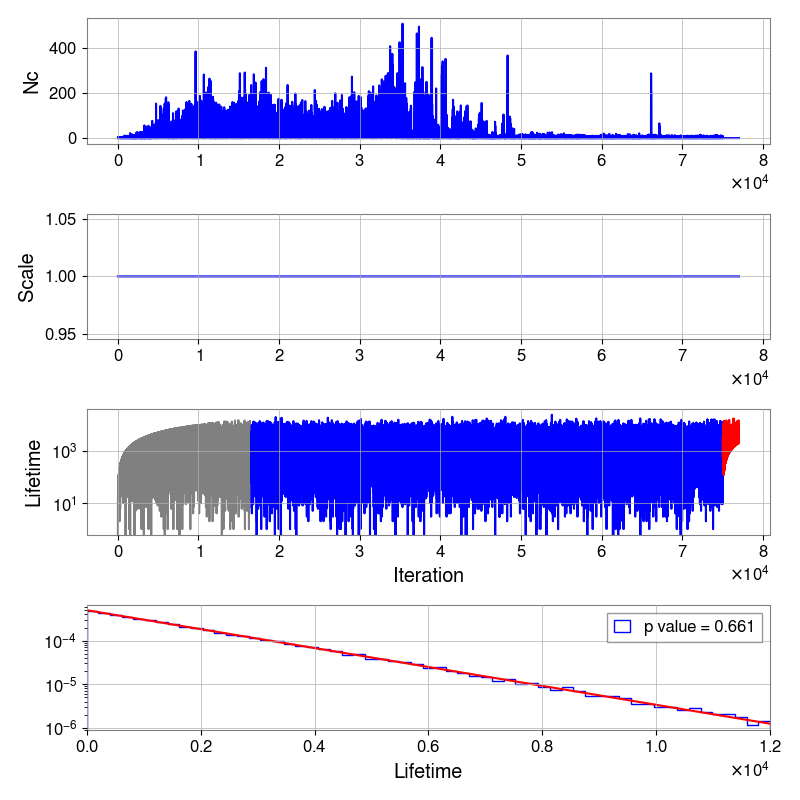 400
200
0
Nc
0 1 2 3 4 5 6 7 8
×10⁴
1.05
1.00
0.95
Scale
0 1 2 3 4 5 6 7 8
×10⁴
10³
10¹
Lifetime
0 1 2 3 4 5 6 7 8
Iteration
×10⁴
p value = 0.661
10⁻⁴
10⁻⁵
10⁻⁶
0.0 0.2 0.4 0.6 0.8 1.0 1.2
Lifetime
×10⁴